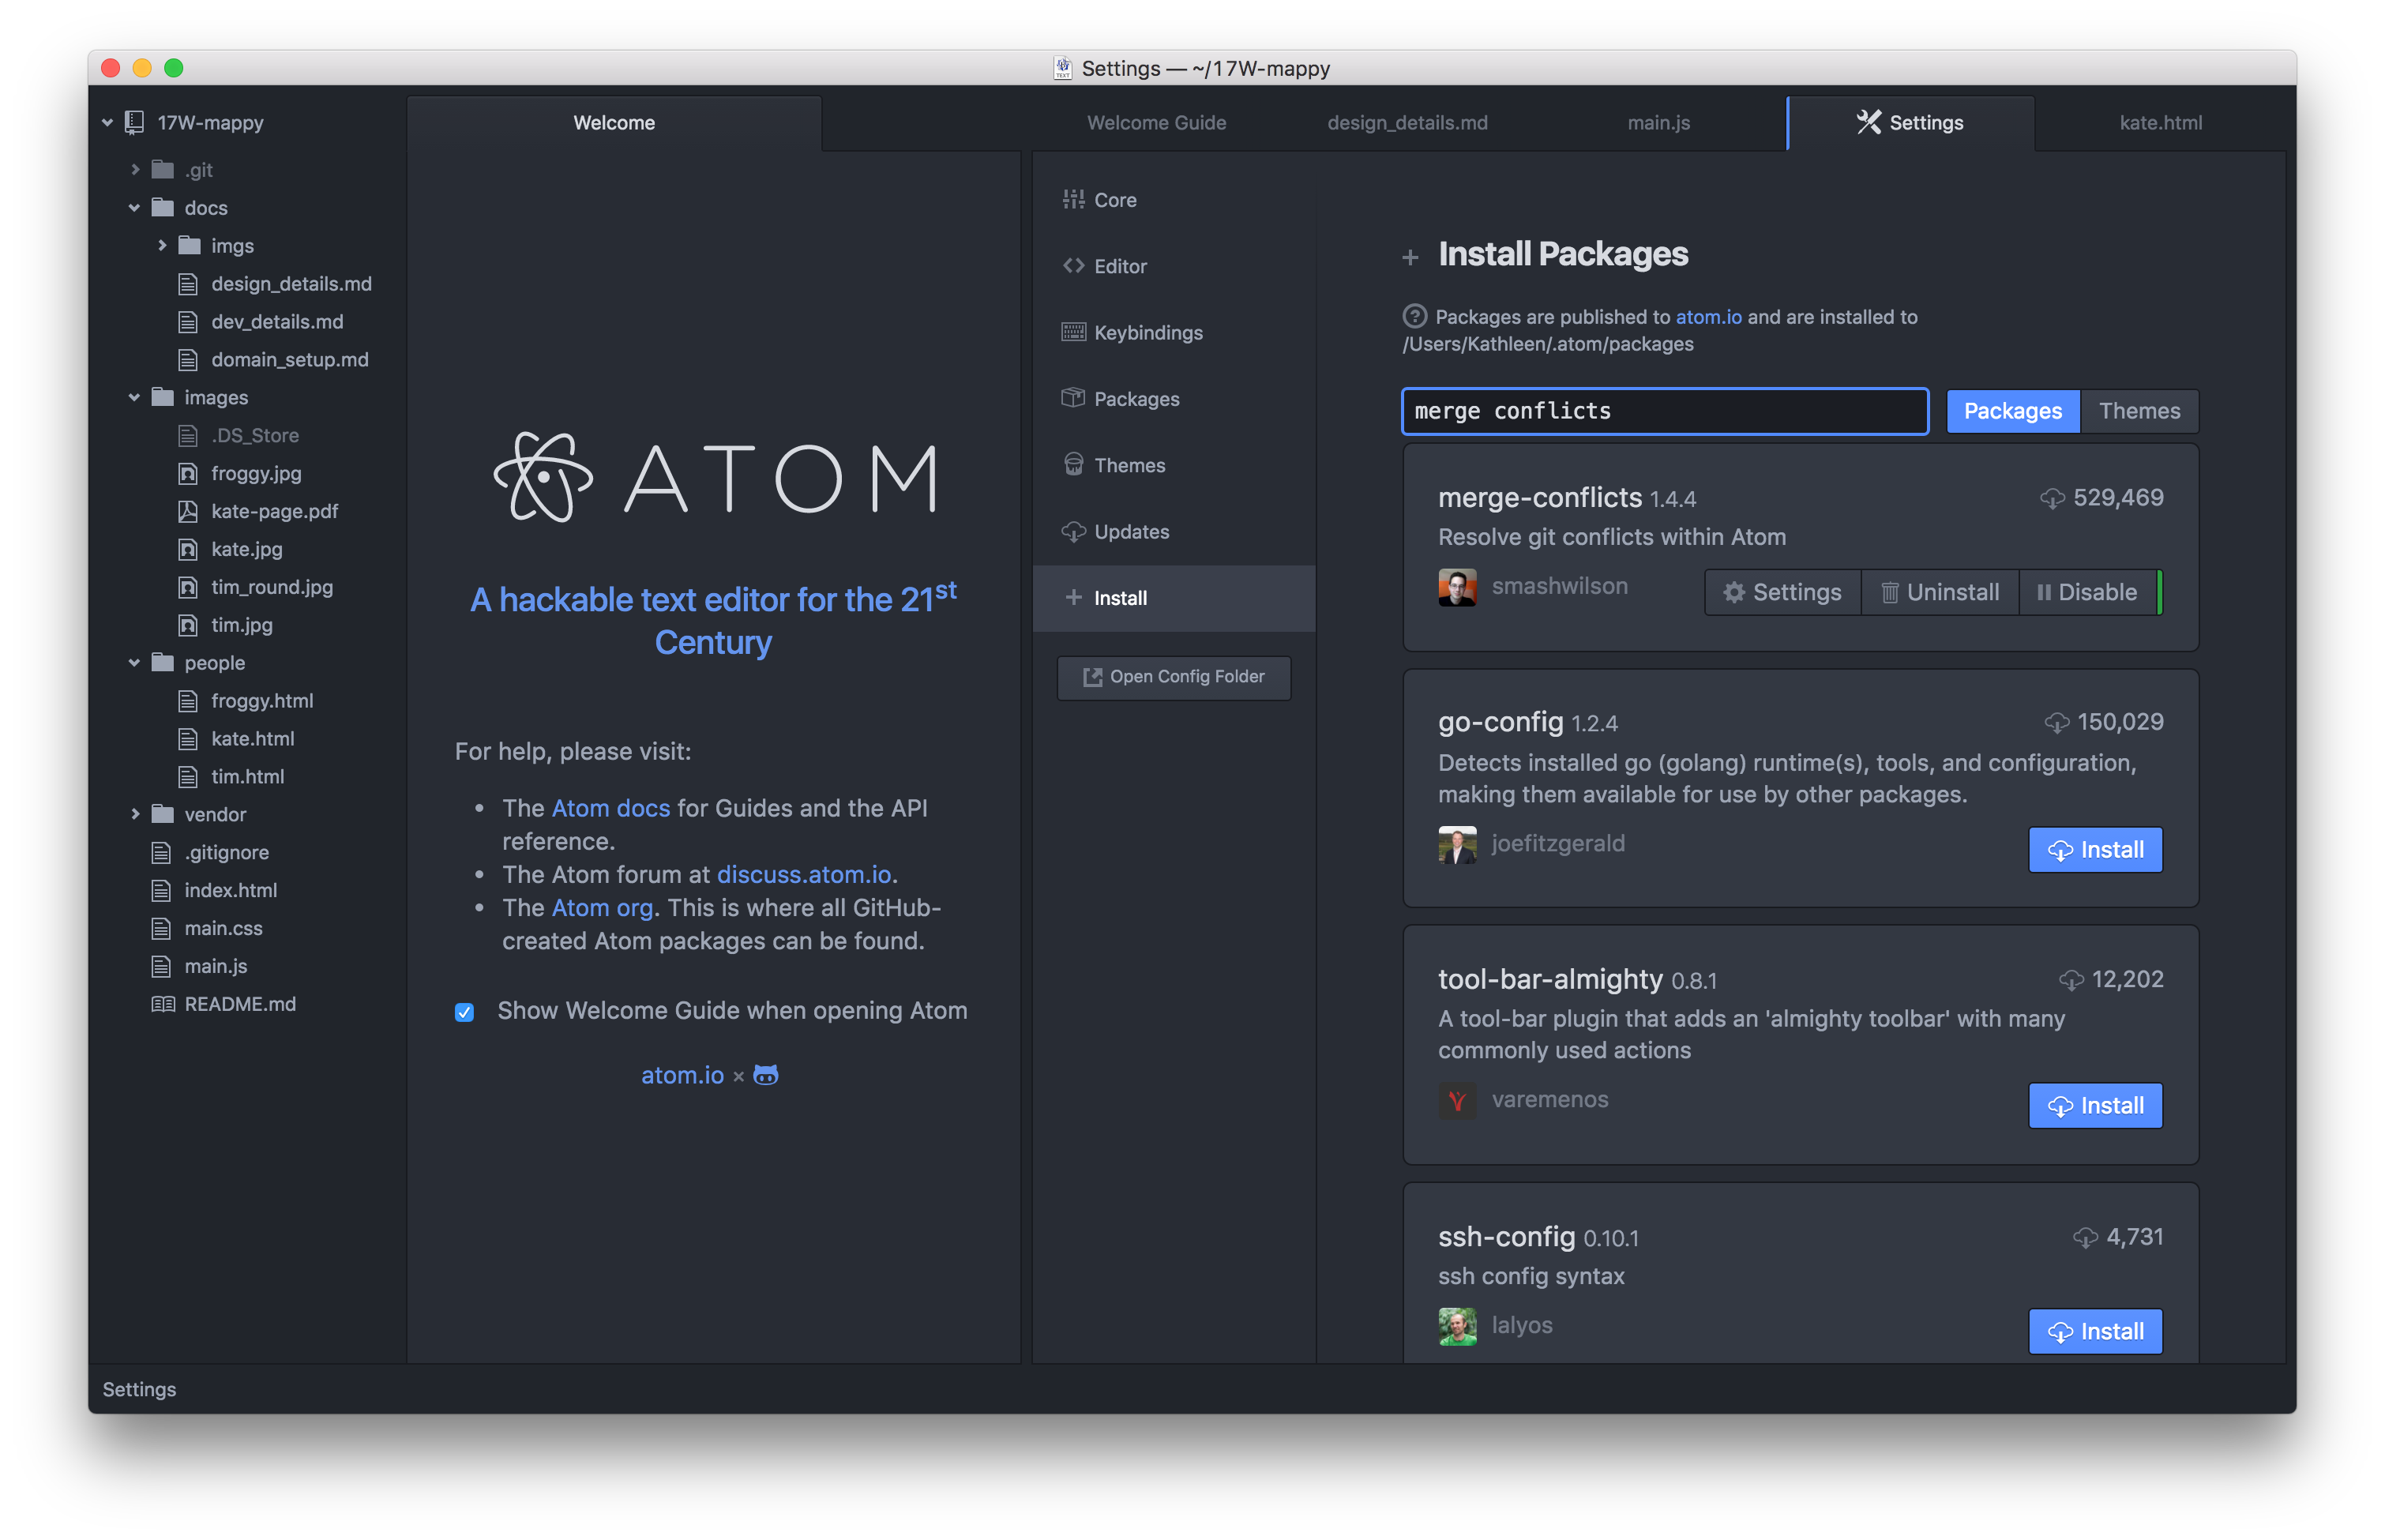 Settings — ~/17W-mappy
17W-mappy
.git
docs
imgs
design_details.md
dev_details.md
domain_setup.md
images
.DS_Store
froggy.jpg
kate-page.pdf
kate.jpg
tim_round.jpg
tim.jpg
people
froggy.html
kate.html
tim.html
vendor
.gitignore
index.html
main.css
main.js
README.md
Welcome
ATOM
A hackable text editor for the 21st
Century
For help, please visit:
• The Atom docs for Guides and the API
reference.
• The Atom forum at discuss.atom.io.
• The Atom org. This is where all GitHub-
created Atom packages can be found.
Show Welcome Guide when opening Atom
atom.io ×
Welcome Guide
design_details.md
main.js
Settings
kate.html
Core
Editor
Keybindings
Packages
Themes
Updates
Install
Open Config Folder
Install Packages
Packages are published to atom.io and are installed to
/Users/Kathleen/.atom/packages
merge conflicts
Packages Themes
merge-conflicts 1.4.4 529,469
Resolve git conflicts within Atom
smashwilson Settings Uninstall Disable
go-config 1.2.4 150,029
Detects installed go (golang) runtime(s), tools, and configuration,
making them available for use by other packages.
joefitzgerald Install
tool-bar-almighty 0.8.1 12,202
A tool-bar plugin that adds an 'almighty toolbar' with many
commonly used actions
varemenos Install
ssh-config 0.10.1 4,731
ssh config syntax
lalyos Install
Settings